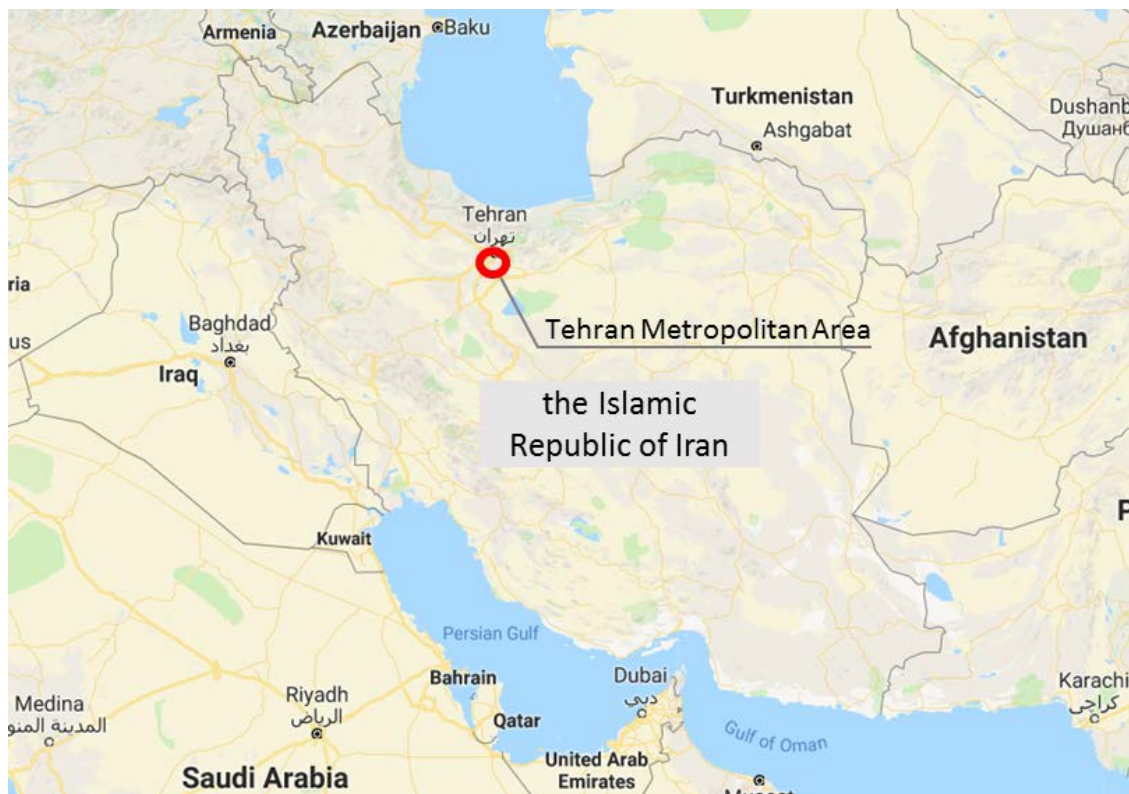 Armenia
Azerbaijan
Baku
Turkmenistan
Ashgabat
Душанб
Tehran
تهران
Tehran Metropolitan Area
Baghdad
بغداد
Iraq
Afghanistan
the Islamic
Republic of Iran
Kuwait
Persian Gulf
Bahrain
Qatar
Dubai
دبي
Riyadh
الرياض
Medina
المدينة
Karachi
کراچی
Gulf of Oman
United Arab
Emirates
Saudi Arabia